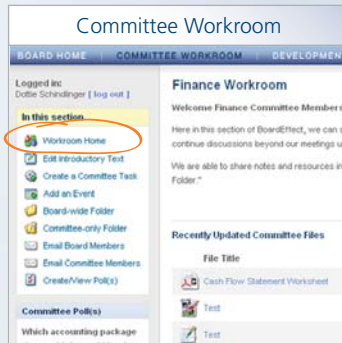 Committee Workroom
BOARD HOME COMMITTEE WORKROOM DEVELOPMEN
Logged in:
Dottie Schindlinger [ log out ]
In this section
Workroom Home
Edit Introductory Text
Create a Committee Task
Add an Event
Board-wide Folder
Committee-only Folder
Email Board Members
Email Committee Members
Create/View Poll(s)
Committee Poll(s)
Which accounting package
Finance Workroom
Welcome Finance Committee Members
Here in this section of BoardEffect, we can s
continue discussions beyond our meetings u
We are able to share notes and resources in
Folder."
Recently Updated Committee Files
File Title
Cash Flow Statement Worksheet
Test
Test